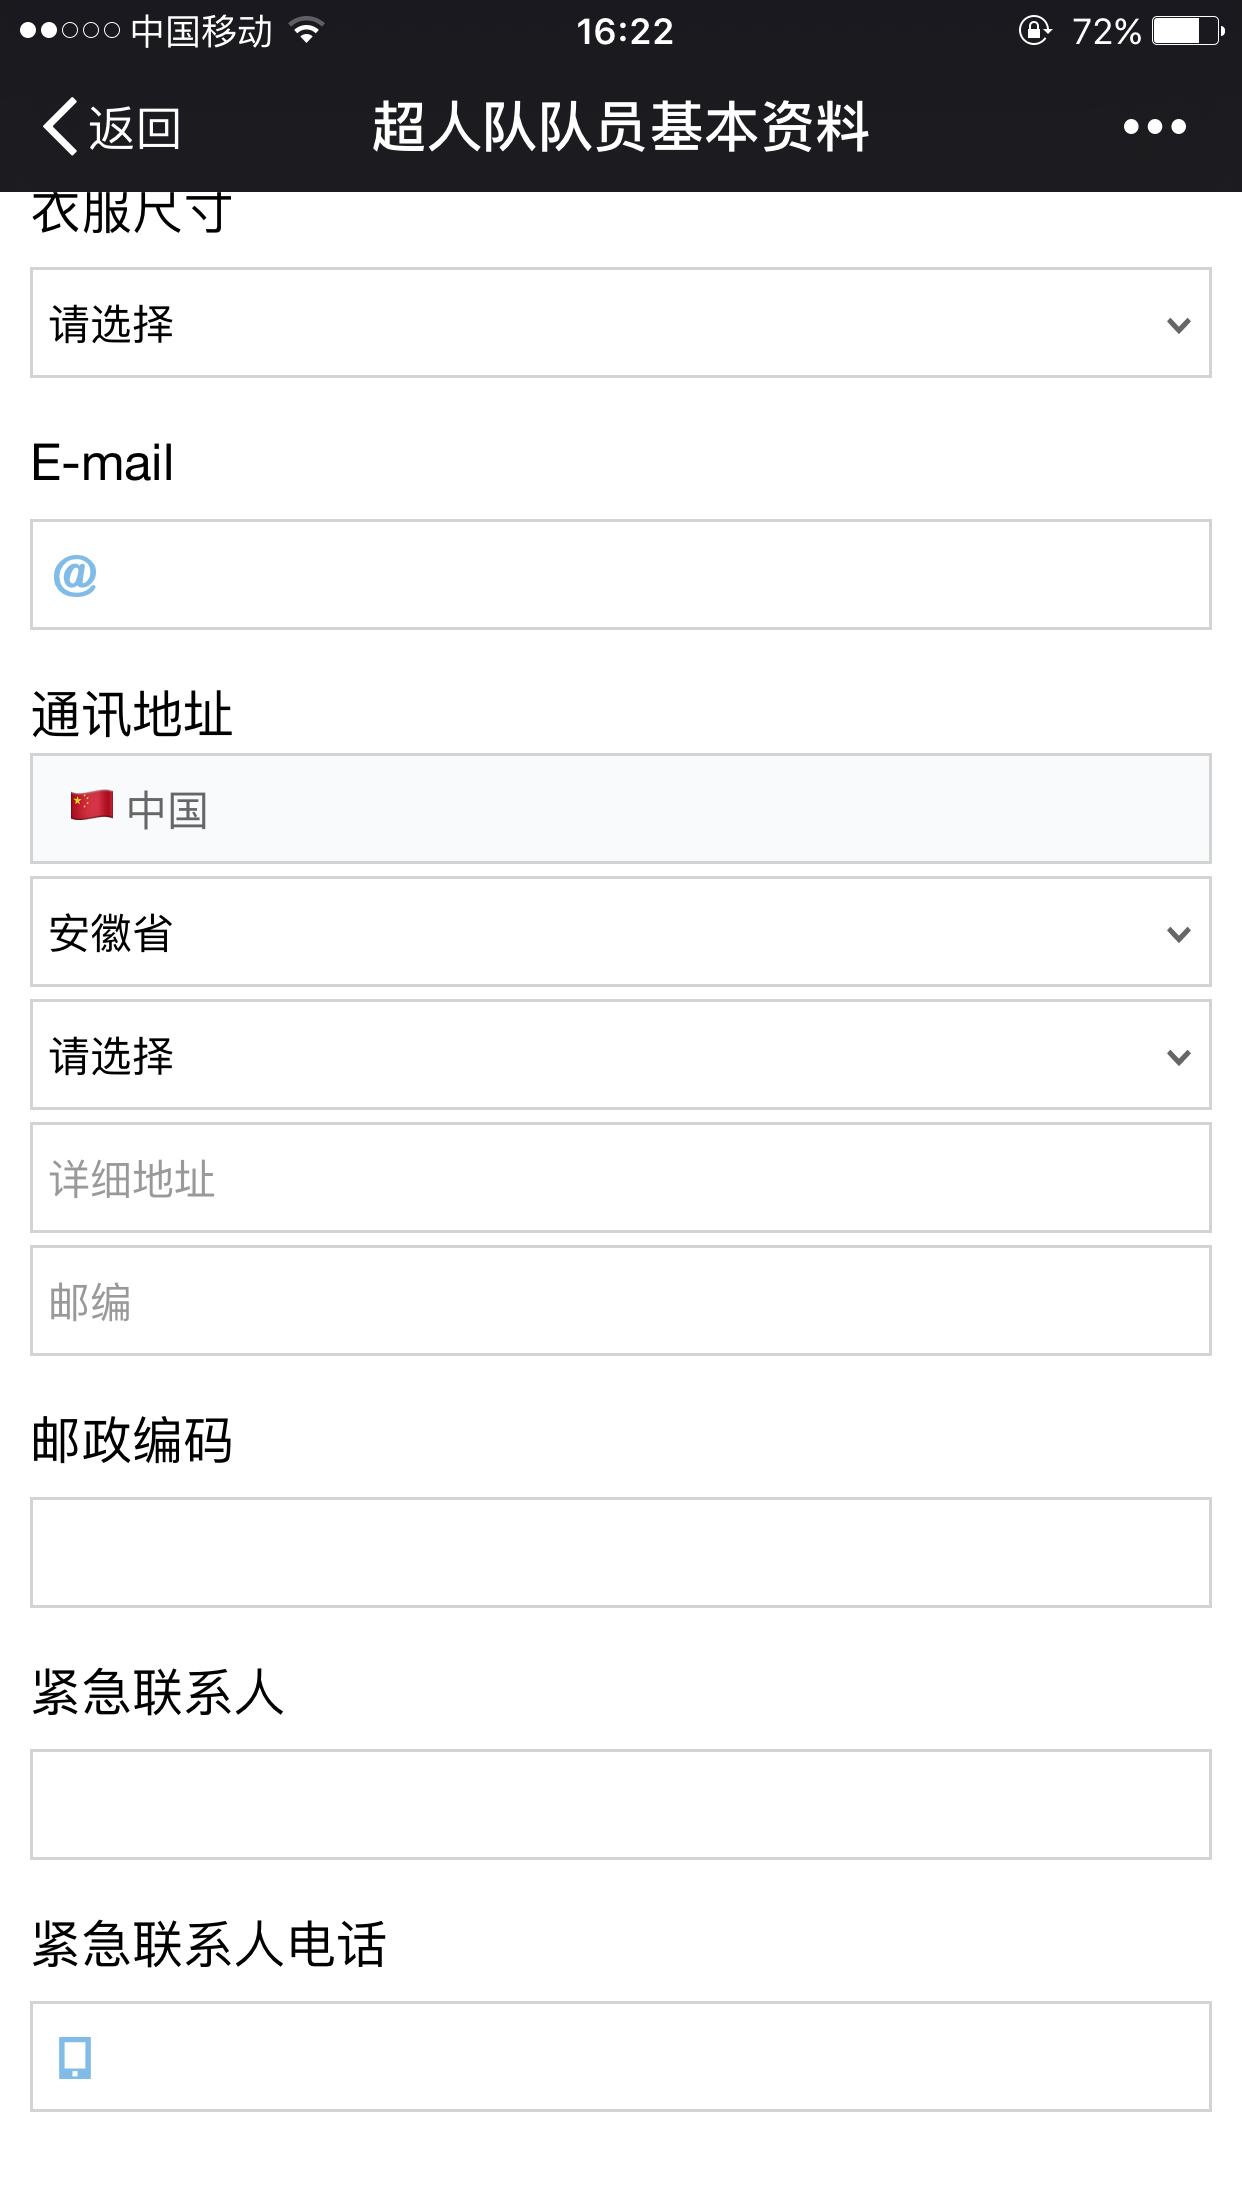 中国移动 16:22 72%
返回 超人队队员基本资料
衣服尺寸
请选择
E-mail
@
通讯地址
🇨🇳 中国
安徽省
请选择
详细地址
邮编
邮政编码
紧急联系人
紧急联系人电话